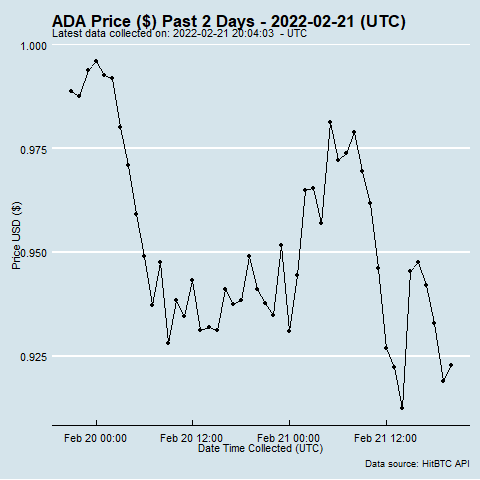 ADA Price ($) Past 2 Days - 2022-02-21 (UTC)
Latest data collected on: 2022-02-21 20:04:03 - UTC
1.000
0.975
0.950
0.925
Price USD ($)
Feb 20 00:00 Feb 20 12:00 Feb 21 00:00 Feb 21 12:00
Date Time Collected (UTC)
Data source: HitBTC API